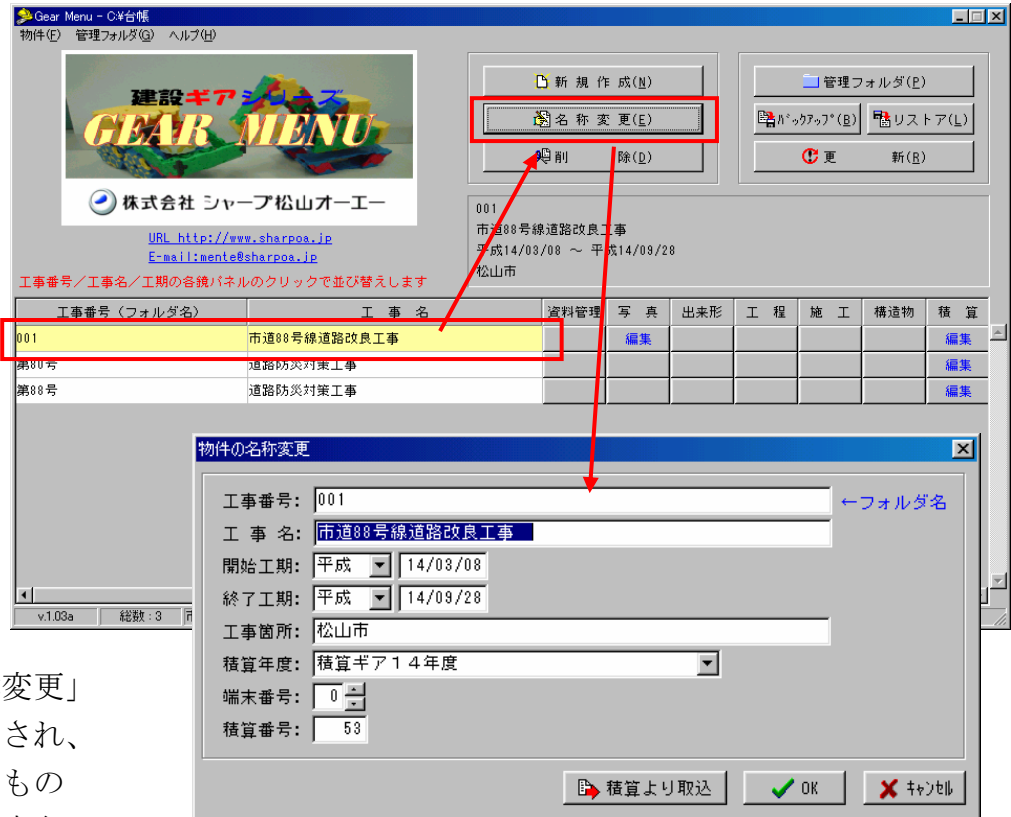 Gear Menu - C:¥台帳
物件(F) 管理フォルダ(G) ヘルプ(H)
建設ギアシリーズ
GEAR MENU
株式会社 シャープ松山オーエー
URL http://www.sharpoa.jp
E-mail:mente@sharpoa.jp
工事番号/工事名/工期の各鏡パネルのクリックで並び替えします
新 規 作 成(N)
名 称 変 更(E)
削 除(D)
管理フォルダ(P)
バックアップ(B) リストア(L)
更 新(R)
001
市道88号線道路改良工事
平成14/03/08 ～ 平成14/09/28
松山市
工事番号（フォルダ名） 工 事 名 資料管理 写 真 出来形 工 程 施 工 構造物 積 算
001 市道88号線道路改良工事 編集 編集
第80号 道路防災対策工事 編集
第88号 道路防災対策工事 編集
v.1.03a 総数：3
物件の名称変更
工事番号： 001 ←フォルダ名
工 事 名： 市道88号線道路改良工事
開始工期： 平成 14/03/08
終了工期： 平成 14/09/28
工事箇所： 松山市
積算年度： 積算ギア１４年度
端末番号： 0
積算番号： 53
積算より取込 OK キャンセル
変更」
され、
もの